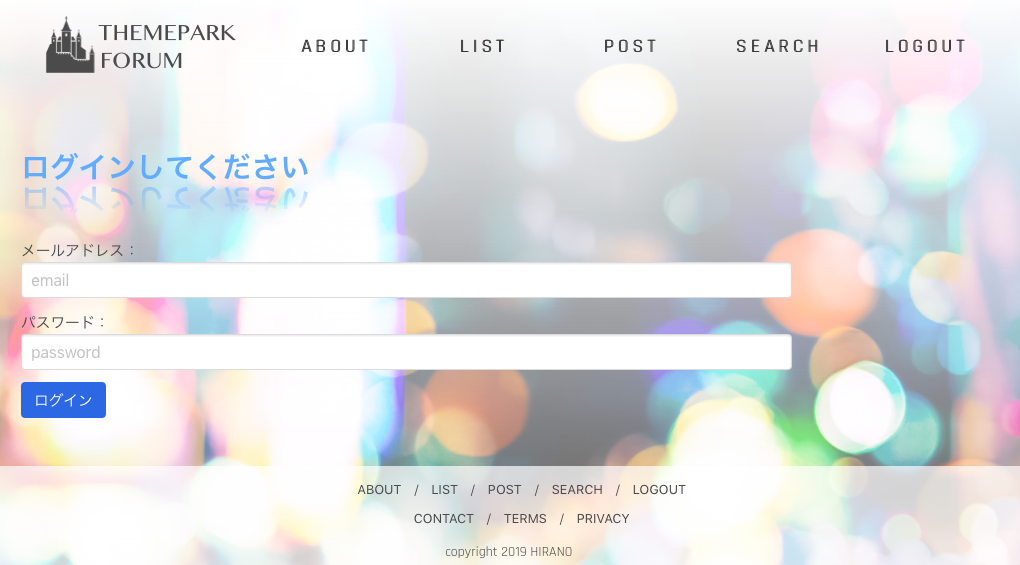 THEMEPARK
FORUM
ABOUT LIST POST SEARCH LOGOUT
ログインしてください
メールアドレス：
email
パスワード：
password
ログイン
ABOUT / LIST / POST / SEARCH / LOGOUT
CONTACT / TERMS / PRIVACY
copyright 2019 HIRANO